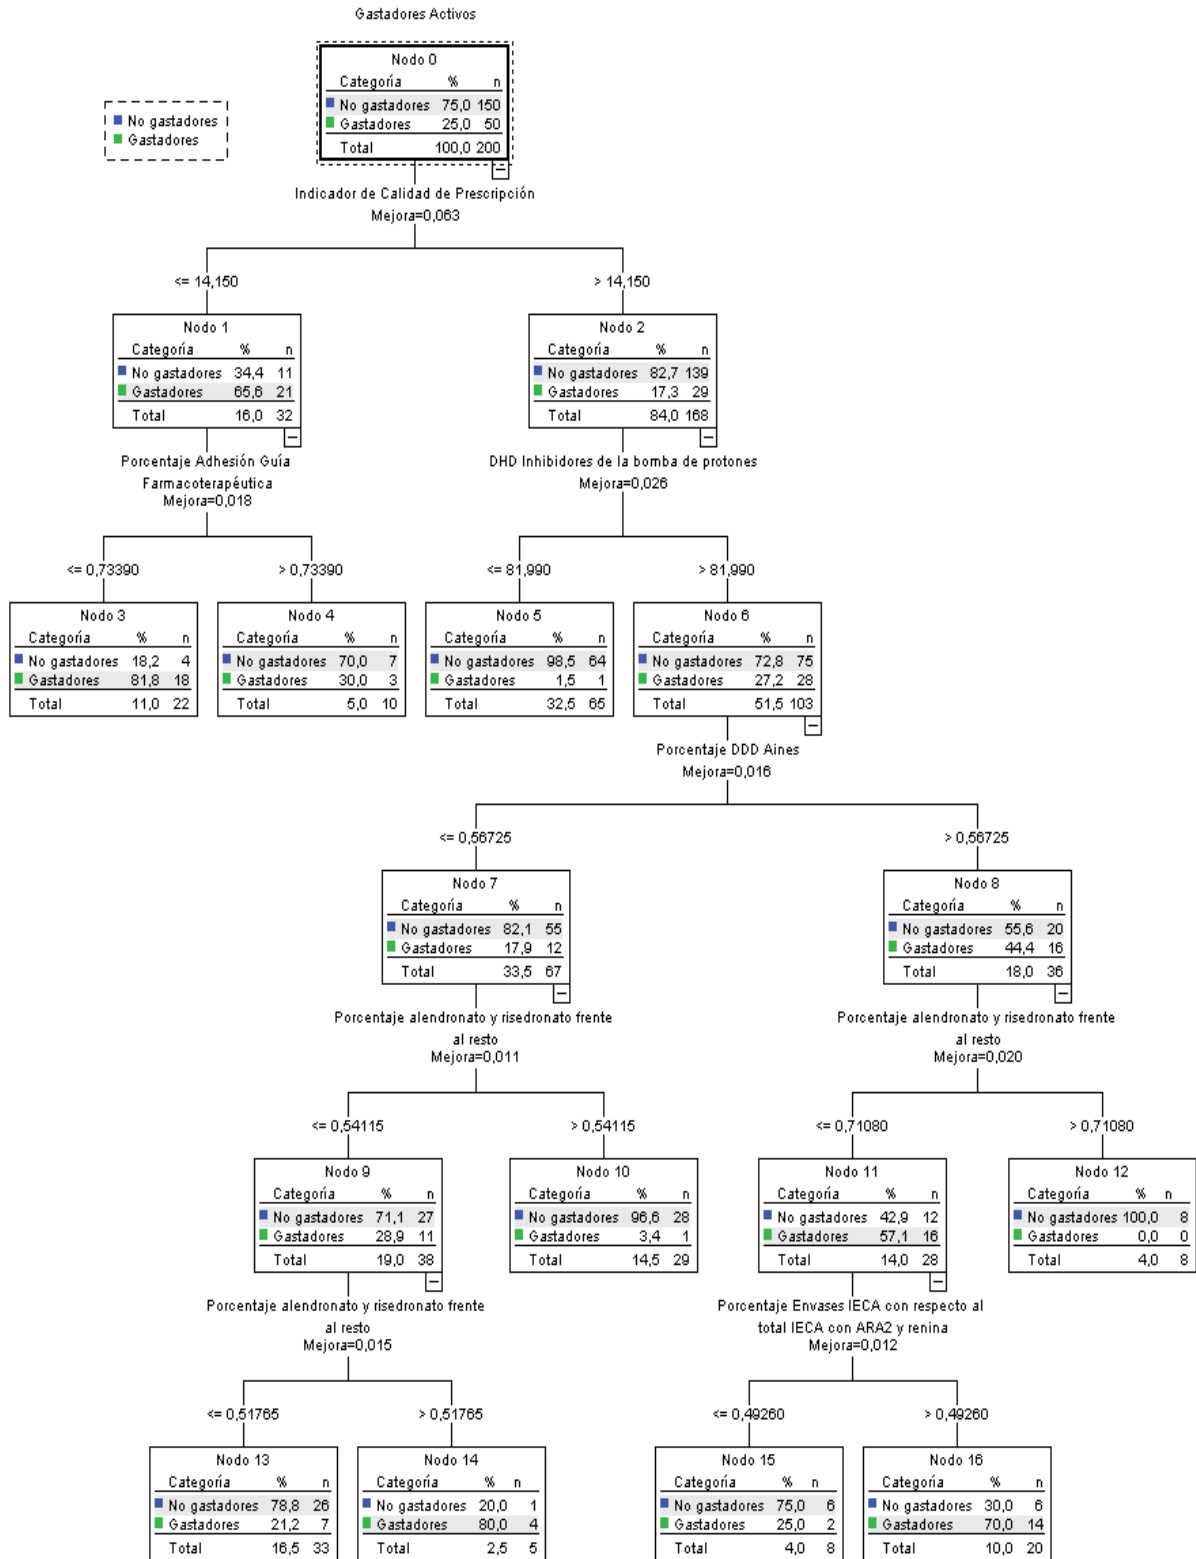 Gastadores Activos
No gastadores
Gastadores
Nodo 0
Categoría % n
No gastadores 75,0 150
Gastadores 25,0 50
Total 100,0 200
Indicador de Calidad de Prescripción
Mejora=0,063
<= 14,150
> 14,150
Nodo 1
Categoría % n
No gastadores 34,4 11
Gastadores 65,6 21
Total 16,0 32
Nodo 2
Categoría % n
No gastadores 82,7 139
Gastadores 17,3 29
Total 84,0 168
Porcentaje Adhesión Guía
Farmacoterapéutica
Mejora=0,018
DHD Inhibidores de la bomba de protones
Mejora=0,026
<= 0,73390
> 0,73390
<= 81,990
> 81,990
Nodo 3
Categoría % n
No gastadores 18,2 4
Gastadores 81,8 18
Total 11,0 22
Nodo 4
Categoría % n
No gastadores 70,0 7
Gastadores 30,0 3
Total 5,0 10
Nodo 5
Categoría % n
No gastadores 98,5 64
Gastadores 1,5 1
Total 32,5 65
Nodo 6
Categoría % n
No gastadores 72,8 75
Gastadores 27,2 28
Total 51,5 103
Porcentaje DDD Aines
Mejora=0,016
<= 0,56725
> 0,56725
Nodo 7
Categoría % n
No gastadores 82,1 55
Gastadores 17,9 12
Total 33,5 67
Nodo 8
Categoría % n
No gastadores 55,6 20
Gastadores 44,4 16
Total 18,0 36
Porcentaje alendronato y risedronato frente
al resto
Mejora=0,011
Porcentaje alendronato y risedronato frente
al resto
Mejora=0,020
<= 0,54115
> 0,54115
<= 0,71080
> 0,71080
Nodo 9
Categoría % n
No gastadores 71,1 27
Gastadores 28,9 11
Total 19,0 38
Nodo 10
Categoría % n
No gastadores 96,6 28
Gastadores 3,4 1
Total 14,5 29
Nodo 11
Categoría % n
No gastadores 42,9 12
Gastadores 57,1 16
Total 14,0 28
Nodo 12
Categoría % n
No gastadores 100,0 8
Gastadores 0,0 0
Total 4,0 8
Porcentaje alendronato y risedronato frente
al resto
Mejora=0,015
Porcentaje Envases IECA con respecto al
total IECA con ARA2 y renina
Mejora=0,012
<= 0,51765
> 0,51765
<= 0,49260
> 0,49260
Nodo 13
Categoría % n
No gastadores 78,8 26
Gastadores 21,2 7
Total 16,5 33
Nodo 14
Categoría % n
No gastadores 20,0 1
Gastadores 80,0 4
Total 2,5 5
Nodo 15
Categoría % n
No gastadores 75,0 6
Gastadores 25,0 2
Total 4,0 8
Nodo 16
Categoría % n
No gastadores 30,0 6
Gastadores 70,0 14
Total 10,0 20